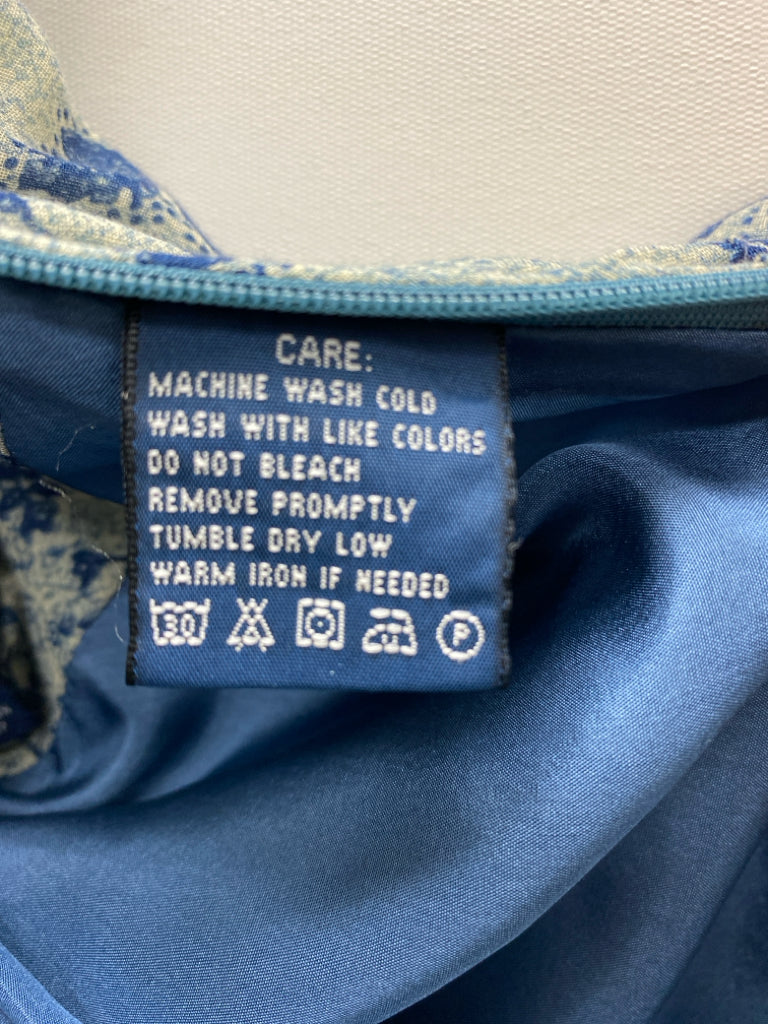 CARE:
MACHINE WASH COLD
WASH WITH LIKE COLORS
DO NOT BLEACH
REMOVE PROMPTLY
TUMBLE DRY LOW
WARM IRON IF NEEDED
30 P